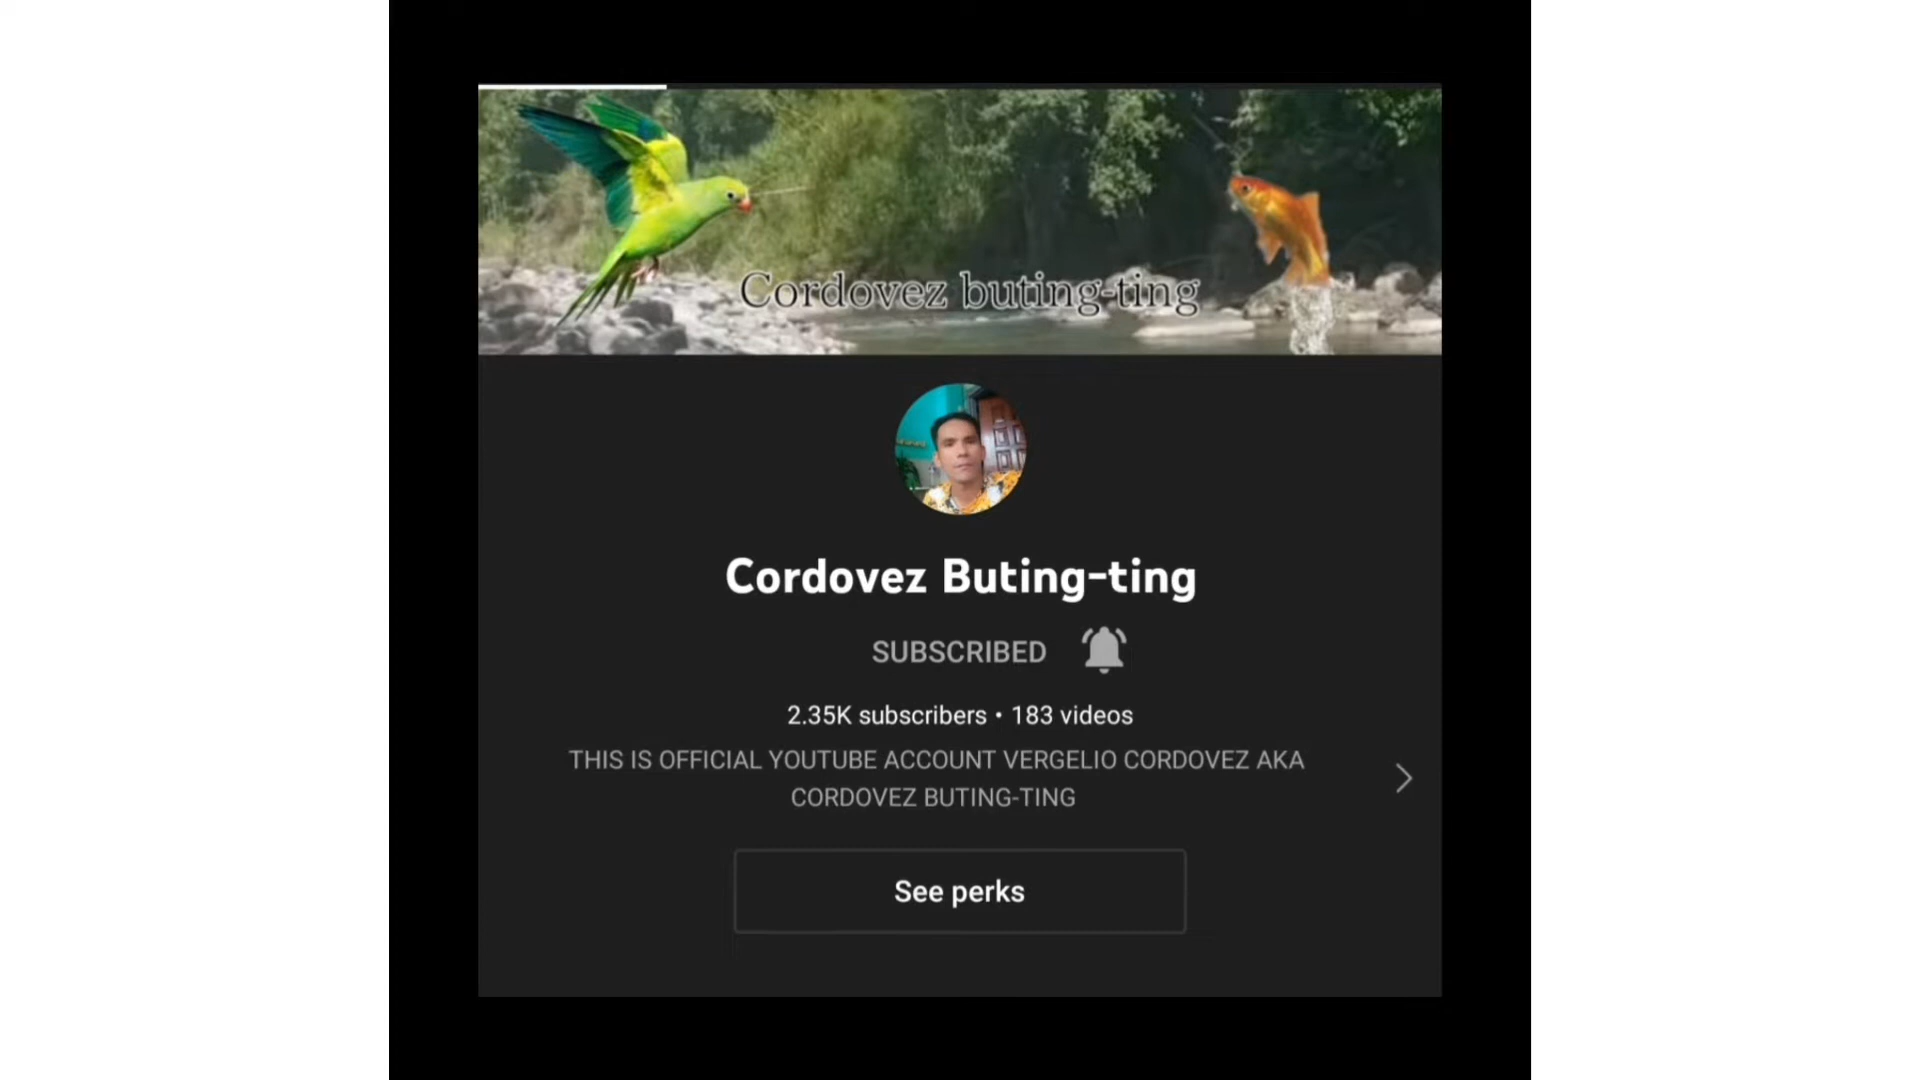 Cordovez buting-ting
Cordovez Buting-ting
SUBSCRIBED
2.35K subscribers • 183 videos
THIS IS OFFICIAL YOUTUBE ACCOUNT VERGELIO CORDOVEZ AKA
CORDOVEZ BUTING-TING
See perks